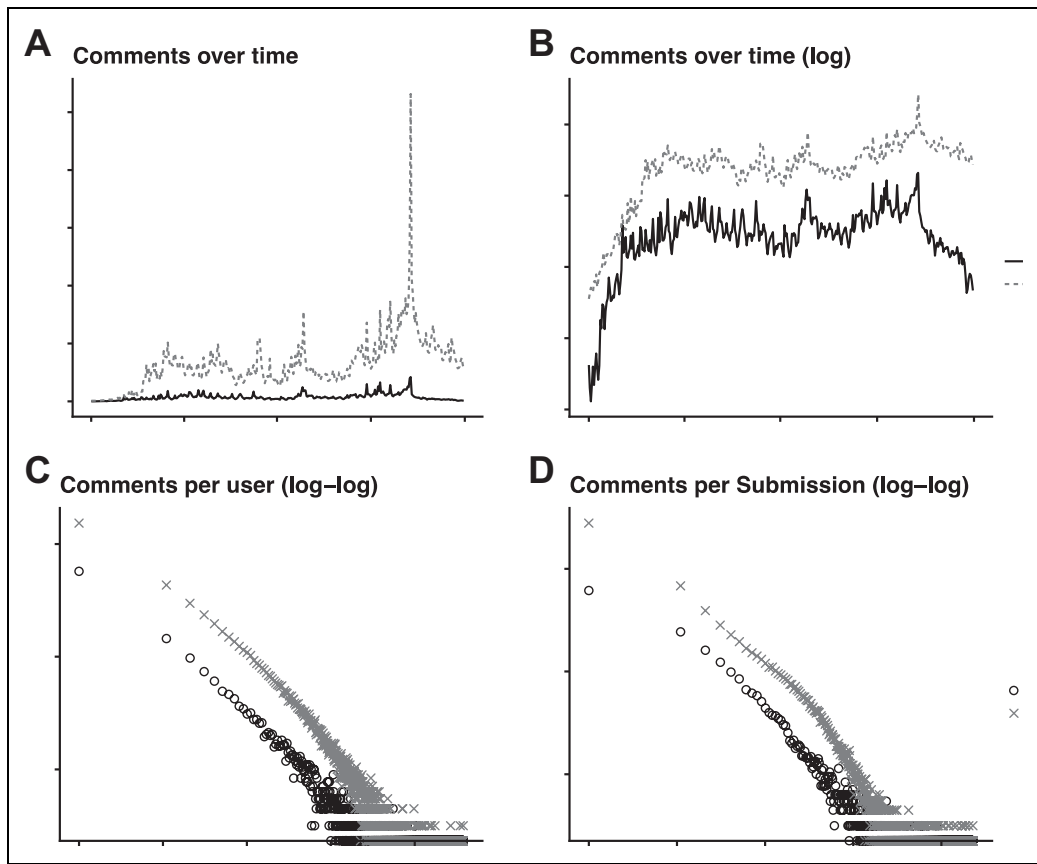 A
Comments over time
B
Comments over time (log)
C
Comments per user (log–log)
D
Comments per Submission (log–log)